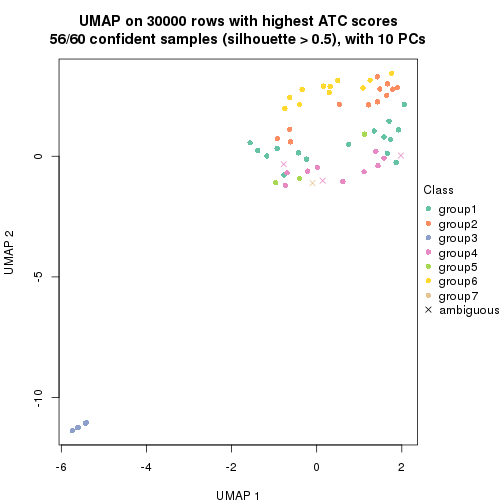 UMAP on 30000 rows with highest ATC scores
56/60 confident samples (silhouette > 0.5), with 10 PCs
0
-5
-10
UMAP 2
-6
-4
-2
0
2
UMAP 1
Class
group1
group2
group3
group4
group5
group6
group7
ambiguous